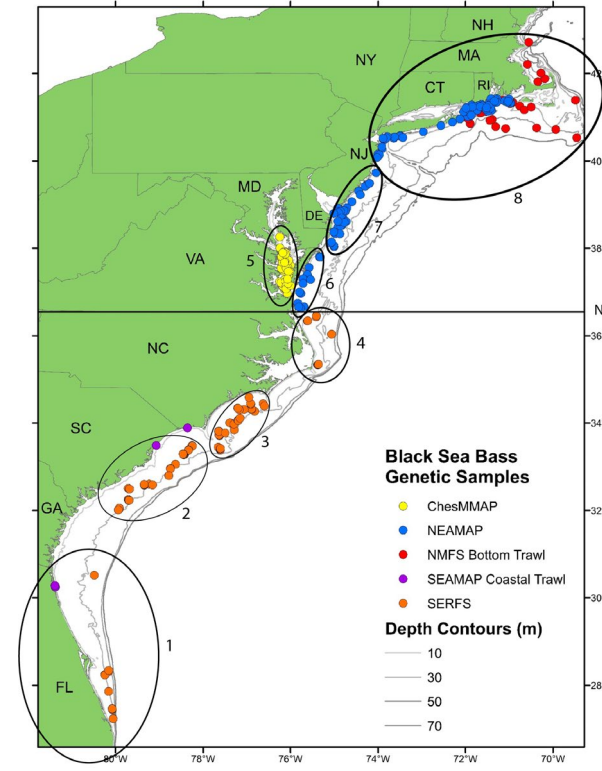 NH
NY
MA
42
CT
RI
NJ
40
8
MD
DE
7
VA
5
38
6
N
36
NC
4
SC
3
Black Sea Bass
Genetic Samples
ChesMMAP
NEAMAP
NMFS Bottom Trawl
SEAMAP Coastal Trawl
SERFS
34
GA
2
32
Depth Contours (m)
10
30
50
70
30
1
FL
28
80°W
78°W
76°W
74°W
72°W
70°W